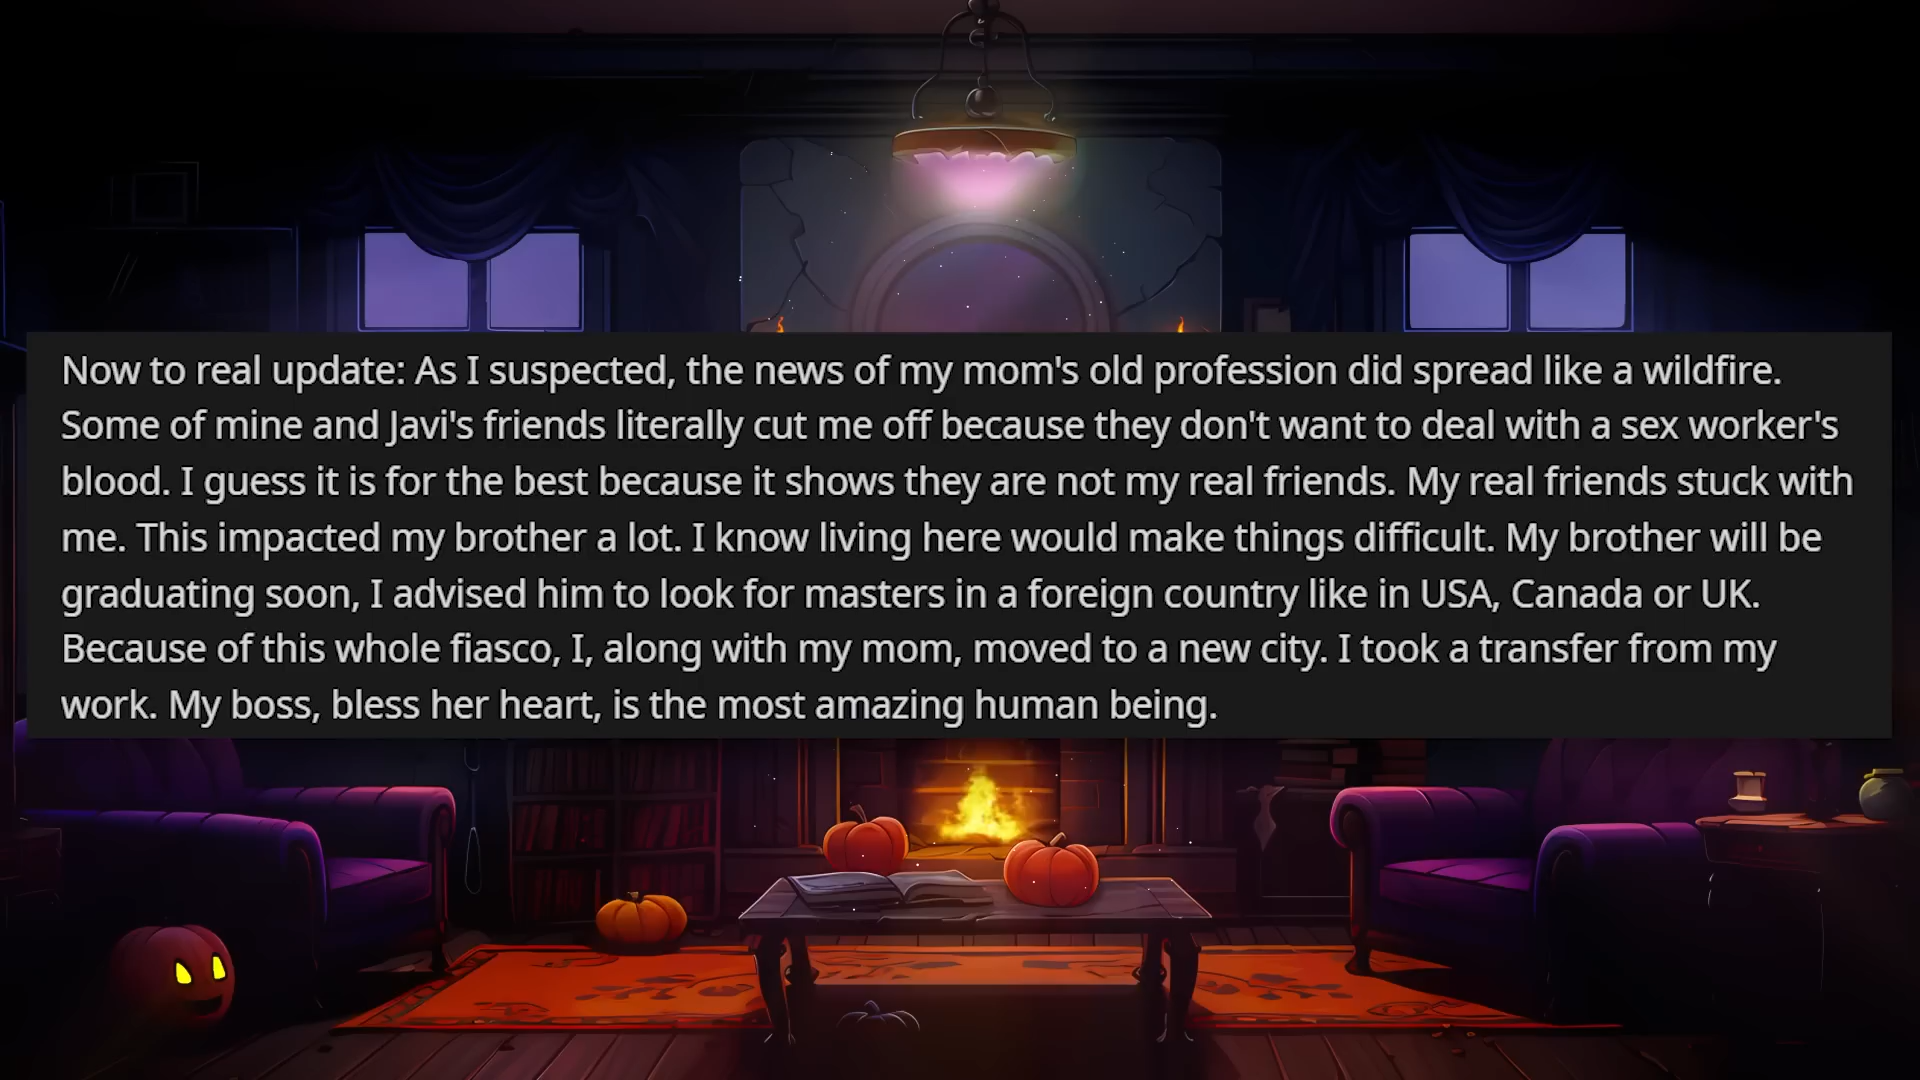 Now to real update: As I suspected, the news of my mom's old profession did spread like a wildfire.
Some of mine and Javi's friends literally cut me off because they don't want to deal with a sex worker's
blood. I guess it is for the best because it shows they are not my real friends. My real friends stuck with
me. This impacted my brother a lot. I know living here would make things difficult. My brother will be
graduating soon, I advised him to look for masters in a foreign country like in USA, Canada or UK.
Because of this whole fiasco, I, along with my mom, moved to a new city. I took a transfer from my
work. My boss, bless her heart, is the most amazing human being.